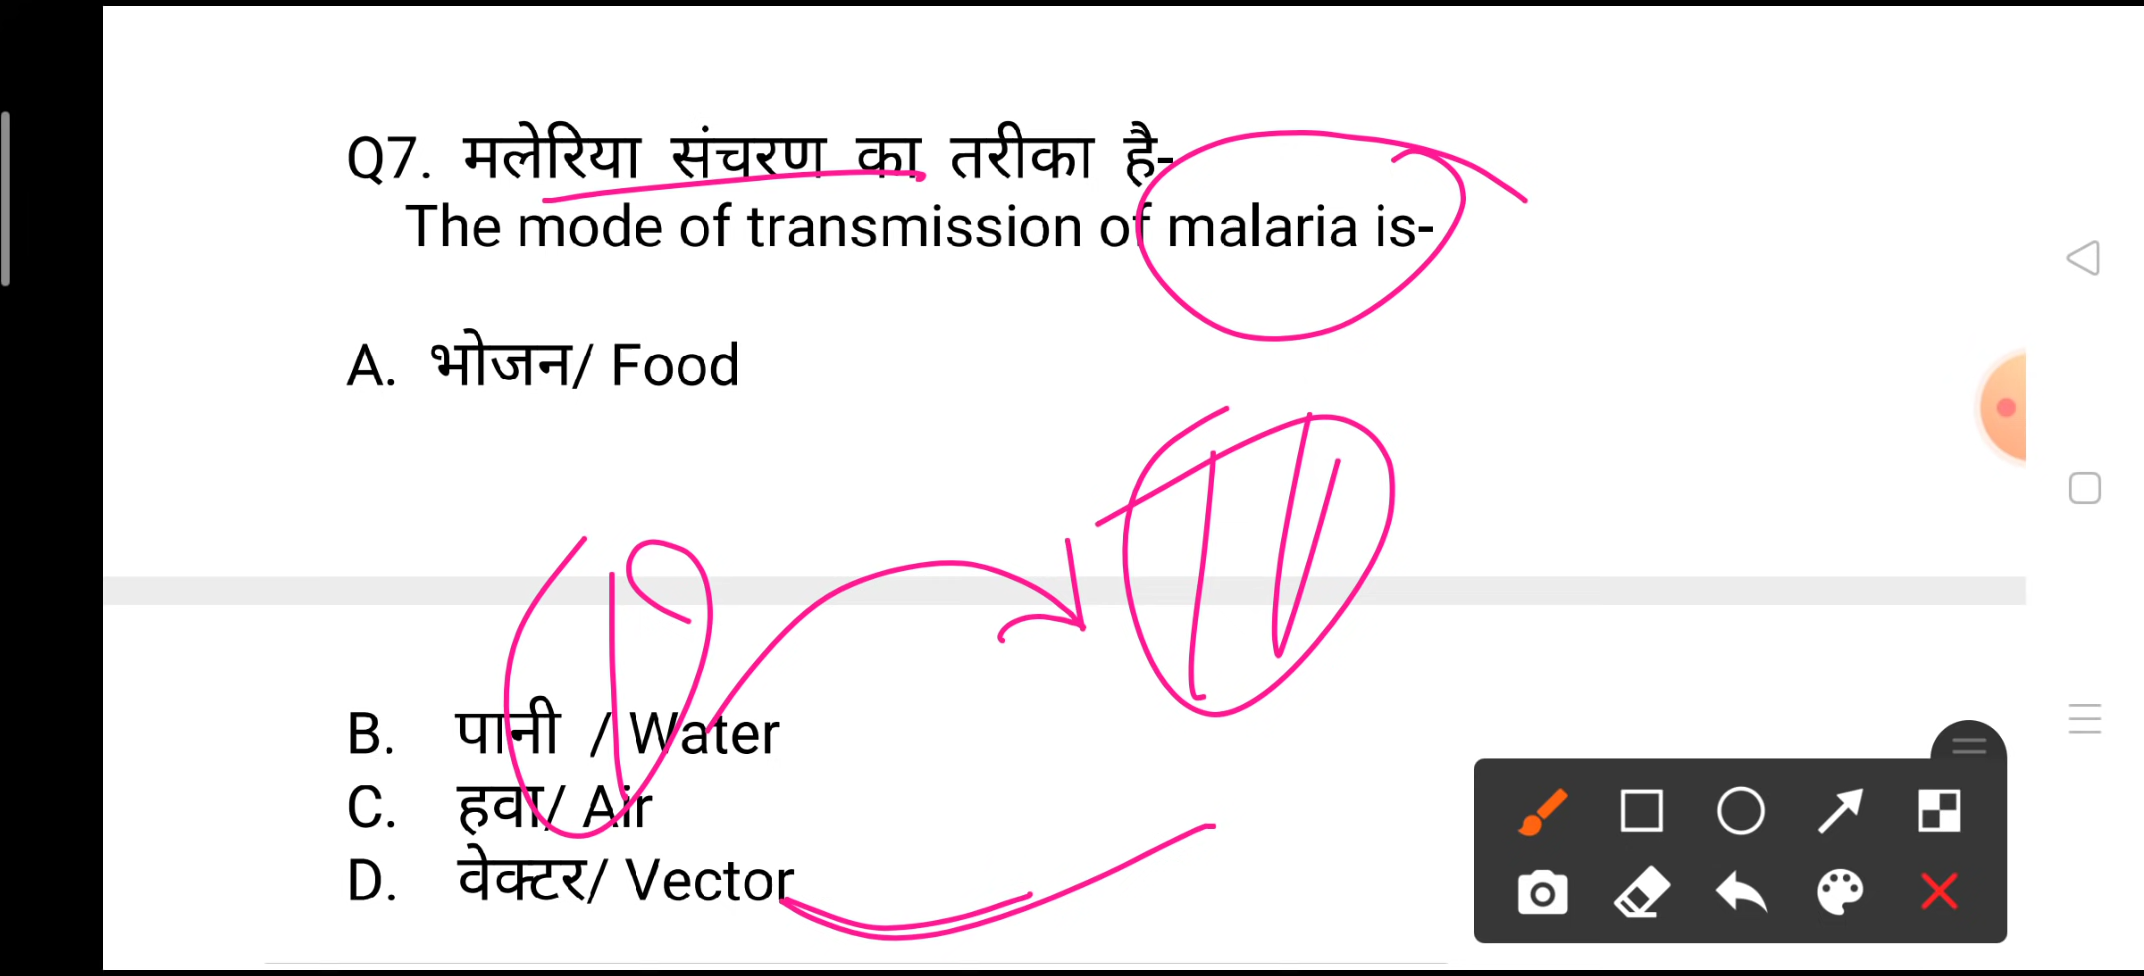 Q7. मलेरिया संचरण का तरीका है-
The mode of transmission of malaria is-
A. भोजन/ Food
B. पानी / Water
C. हवा/ Air
D. वेक्टर/ Vector